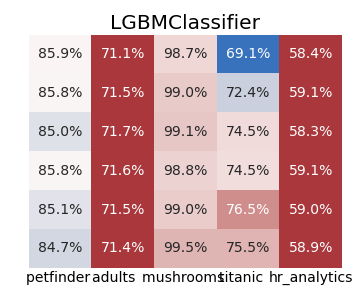 LGBMClassifier
85.9% 71.1% 98.7% 69.1% 58.4%
85.8% 71.5% 99.0% 72.4% 59.1%
85.0% 71.7% 99.1% 74.5% 58.3%
85.8% 71.6% 98.8% 74.5% 59.1%
85.1% 71.5% 99.0% 76.5% 59.0%
84.7% 71.4% 99.5% 75.5% 58.9%
petfinder adults mushrooms titanic hr_analytics